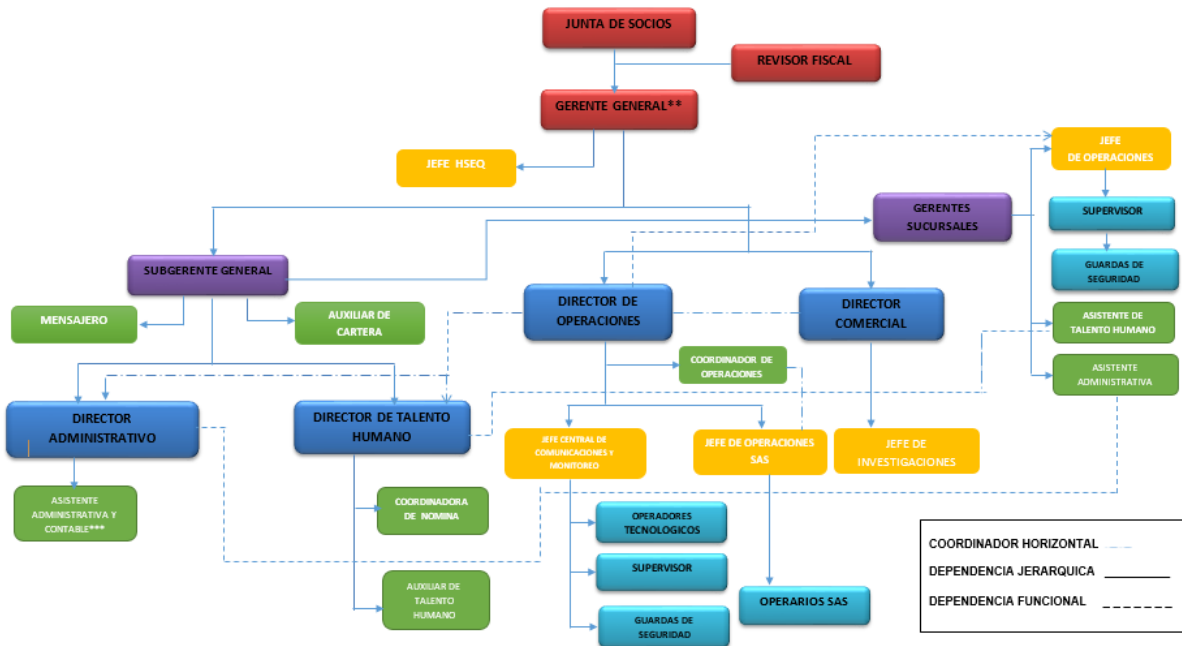 JUNTA DE SOCIOS
REVISOR FISCAL
GERENTE GENERAL**
JEFE HSEQ
JEFE
DE OPERACIONES
GERENTES
SUCURSALES
SUPERVISOR
SUBGERENTE GENERAL
GUARDAS DE
SEGURIDAD
MENSAJERO
AUXILIAR DE
CARTERA
DIRECTOR DE
OPERACIONES
DIRECTOR
COMERCIAL
ASISTENTE DE
TALENTO HUMANO
COORDINADOR DE
OPERACIONES
ASISTENTE
ADMINISTRATIVA
DIRECTOR
ADMINISTRATIVO
DIRECTOR DE TALENTO
HUMANO
JEFE CENTRAL DE
COMUNICACIONES Y
MONITOREO
JEFE DE OPERACIONES
SAS
JEFE DE
INVESTIGACIONES
ASISTENTE
ADMINISTRATIVA Y
CONTABLE***
COORDINADORA
DE NOMINA
OPERADORES
TECNOLOGICOS
SUPERVISOR
AUXILIAR DE
TALENTO
HUMANO
OPERARIOS SAS
GUARDAS DE
SEGURIDAD
COORDINADOR HORIZONTAL
DEPENDENCIA JERARQUICA
DEPENDENCIA FUNCIONAL